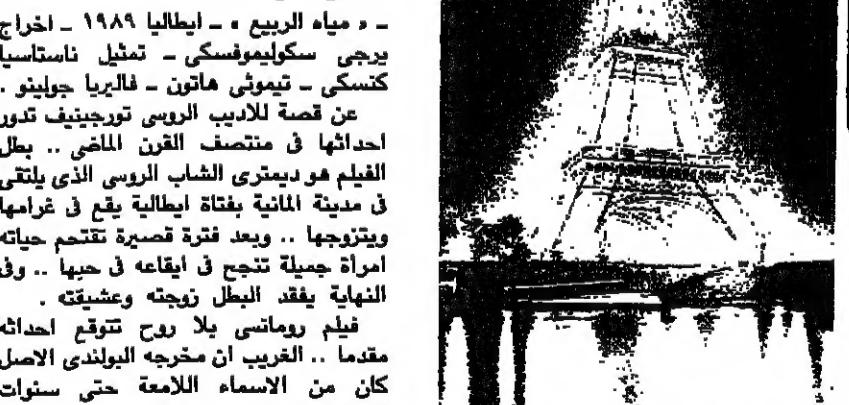 ـ « مياه الربيع » ـ ايطاليا ١٩٨٩ ـ اخراج
يرجى سكوليموفسكى ـ تمثيل ناستاسيا
كنسكى ـ تيموثى هاتون ـ فاليريا جولينو .
عن قصة للاديب الروسى تورجينيف تدور
احداثها فى منتصف القرن الماضى .. بطل
الفيلم هو ديمترى الشاب الروسى الذى يلتقى
فى مدينة المانية بفتاة ايطالية يقع فى غرامها
ويتزوجها .. وبعد فترة قصيرة تقتحم حياته
امرأة جميلة تنجح فى ايقاعه فى حبها .. وفى
النهاية يفقد البطل زوجته وعشيقته .
فيلم رومانسى بلا روح تتوقع احداثه
مقدما .. الغريب ان مخرجه البولندى الاصل
كان من الاسماء اللامعة حتى سنوات